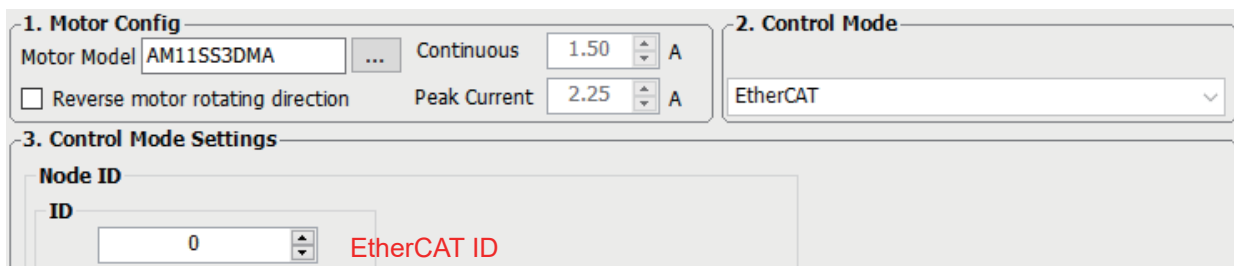 1. Motor Config
Motor Model AM11SS3DMA ... Continuous 1.50 A
Reverse motor rotating direction Peak Current 2.25 A
2. Control Mode
EtherCAT
3. Control Mode Settings
Node ID
ID
0 EtherCAT ID